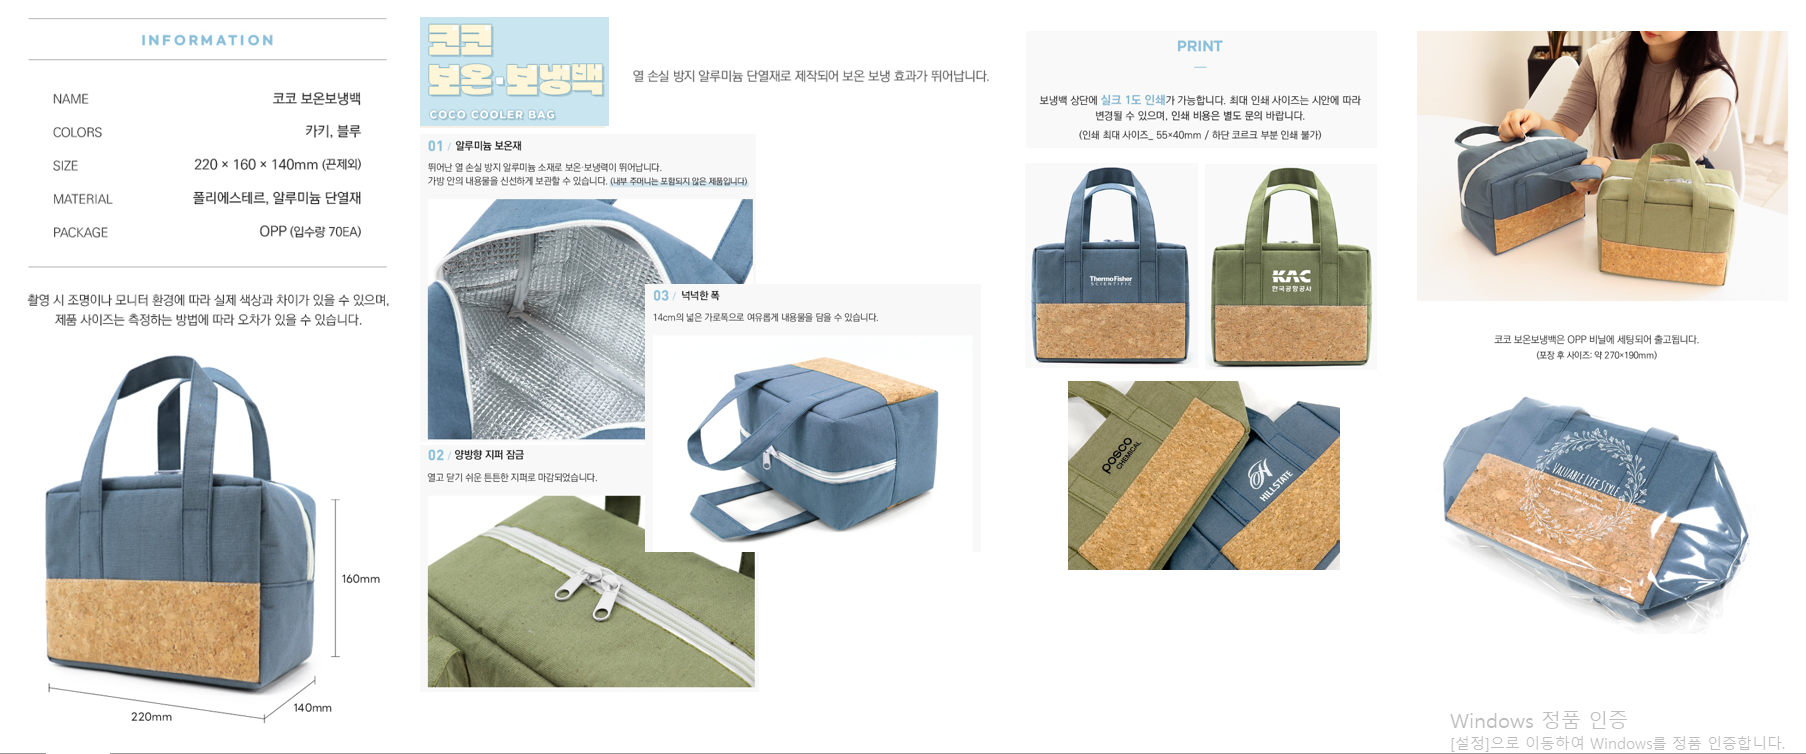 INFORMATION
NAME 코코 보온보냉백
COLORS 카키, 블루
SIZE 220 × 160 × 140mm (끈제외)
MATERIAL 폴리에스테르, 알루미늄 단열재
PACKAGE OPP (입수량 70EA)
촬영 시 조명이나 모니터 환경에 따라 실제 색상과 차이가 있을 수 있으며,
제품 사이즈는 측정하는 방법에 따라 오차가 있을 수 있습니다.
160mm
140mm
220mm
코코
보온·보냉백
COCO COOLER BAG
열 손실 방지 알루미늄 단열재로 제작되어 보온 보냉 효과가 뛰어납니다.
01 / 알루미늄 보온재
뛰어난 열 손실 방지 알루미늄 소재로 보온·보냉력이 뛰어납니다.
가방 안의 내용물을 신선하게 보관할 수 있습니다. (내부 주머니는 포함되지 않은 제품입니다)
03 / 넉넉한 폭
14cm의 넓은 가로폭으로 여유롭게 내용물을 담을 수 있습니다.
02 / 양방향 지퍼 잠금
열고 닫기 쉬운 튼튼한 지퍼로 마감되었습니다.
PRINT
보냉백 상단에 실크 1도 인쇄가 가능합니다. 최대 인쇄 사이즈는 시안에 따라
변경될 수 있으며, 인쇄 비용은 별도 문의 바랍니다.
(인쇄 최대 사이즈_ 55×40mm / 하단 코르크 부분 인쇄 불가)
ThermoFisher
SCIENTIFIC
KAC
한국공항공사
posco
CHEMICAL
HILLSTATE
코코 보온보냉백은 OPP 비닐에 세팅되어 출고됩니다.
(포장 후 사이즈: 약 270×190mm)
VALUABLE LIFE STYLE
Windows 정품 인증
[설정]으로 이동하여 Windows를 정품 인증합니다.